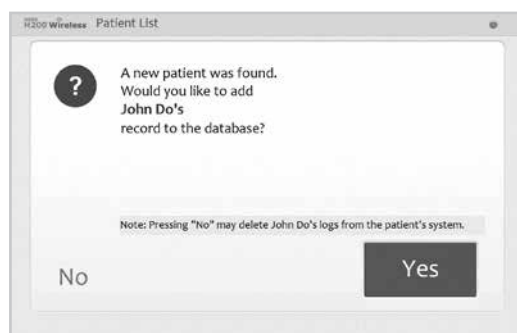 H200 Wireless Patient List
A new patient was found.
Would you like to add
John Do's
record to the database?
Note: Pressing "No" may delete John Do's logs from the patient's system.
No
Yes